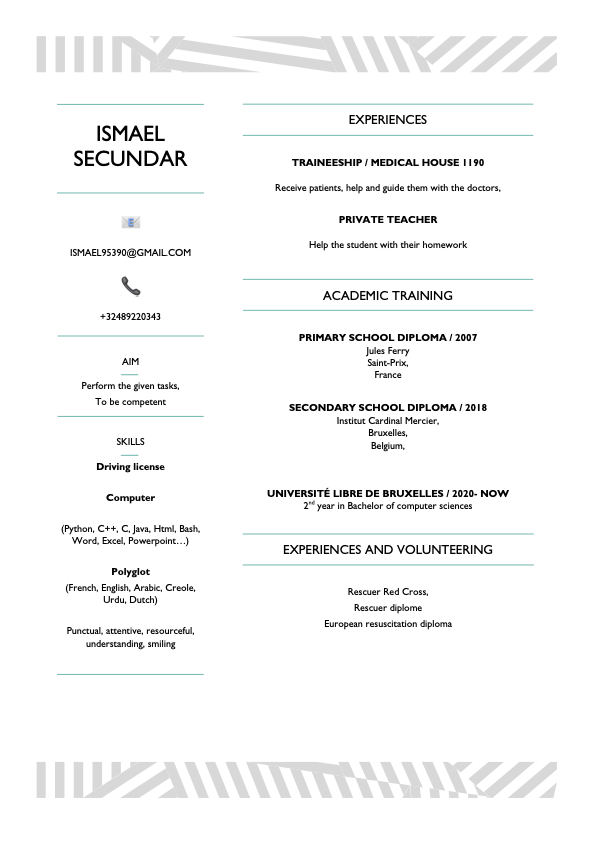 ISMAEL
SECUNDAR
ISMAEL95390@GMAIL.COM
+32489220343
AIM
Perform the given tasks,
To be competent
SKILLS
Driving license
Computer
(Python, C++, C, Java, Html, Bash,
Word, Excel, Powerpoint…)
Polyglot
(French, English, Arabic, Creole,
Urdu, Dutch)
Punctual, attentive, resourceful,
understanding, smiling
EXPERIENCES
TRAINEESHIP / MEDICAL HOUSE 1190
Receive patients, help and guide them with the doctors,
PRIVATE TEACHER
Help the student with their homework
ACADEMIC TRAINING
PRIMARY SCHOOL DIPLOMA / 2007
Jules Ferry
Saint-Prix,
France
SECONDARY SCHOOL DIPLOMA / 2018
Institut Cardinal Mercier,
Bruxelles,
Belgium,
UNIVERSITÉ LIBRE DE BRUXELLES / 2020- NOW
2nd year in Bachelor of computer sciences
EXPERIENCES AND VOLUNTEERING
Rescuer Red Cross,
Rescuer diplome
European resuscitation diploma